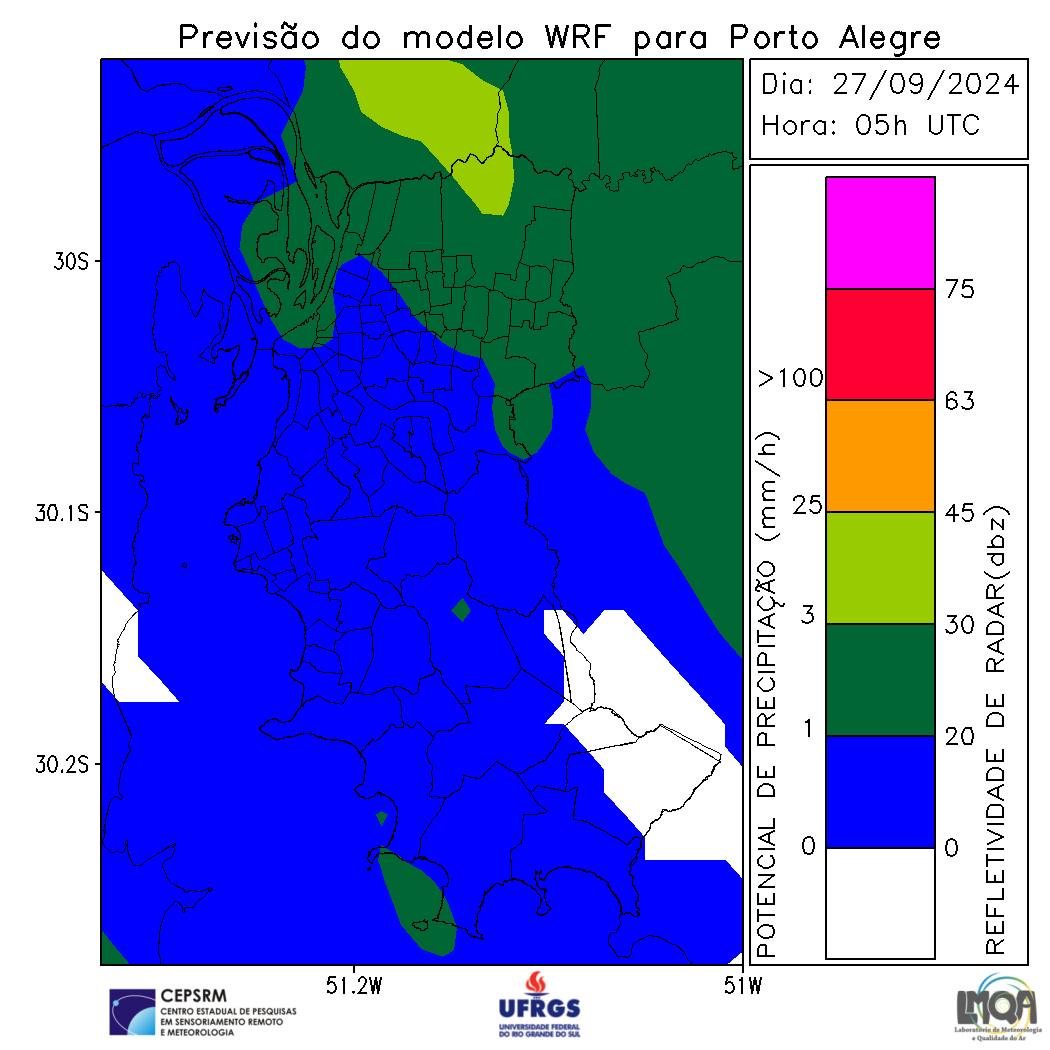 Previsão do modelo WRF para Porto Alegre
Dia: 27/09/2024
Hora: 05h UTC
30S
30.1S
30.2S
51.2W
51W
POTENCIAL DE PRECIPITAÇÃO (mm/h)
>100
25
3
1
0
75
63
45
30
20
0
REFLETIVIDADE DE RADAR(dbz)
CEPSRM
CENTRO ESTADUAL DE PESQUISAS
EM SENSORIAMENTO REMOTO
E METEOROLOGIA
UFRGS
UNIVERSIDADE FEDERAL
DO RIO GRANDE DO SUL
LMQA
Laboratório de Meteorologia
e Qualidade do Ar